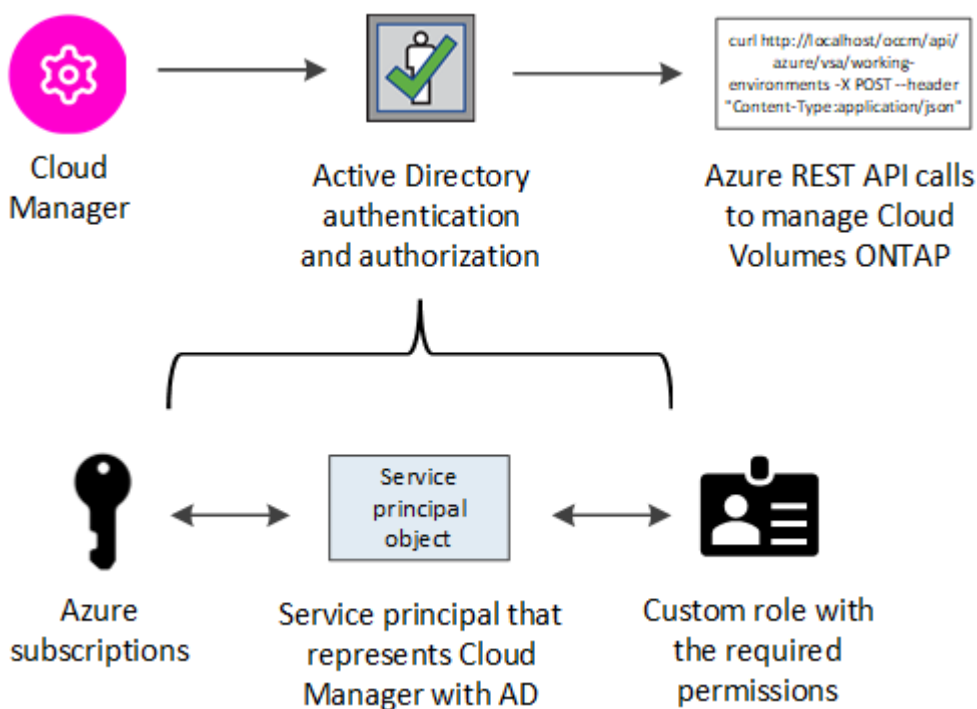 curl http://localhost/occm/api/
azure/vsa/working-
environments -X POST --header
"Content-Type:application/json"
Cloud
Manager
Active Directory
authentication
and authorization
Azure REST API calls
to manage Cloud
Volumes ONTAP
Service
principal
object
Azure
subscriptions
Service principal that
represents Cloud
Manager with AD
Custom role with
the required
permissions